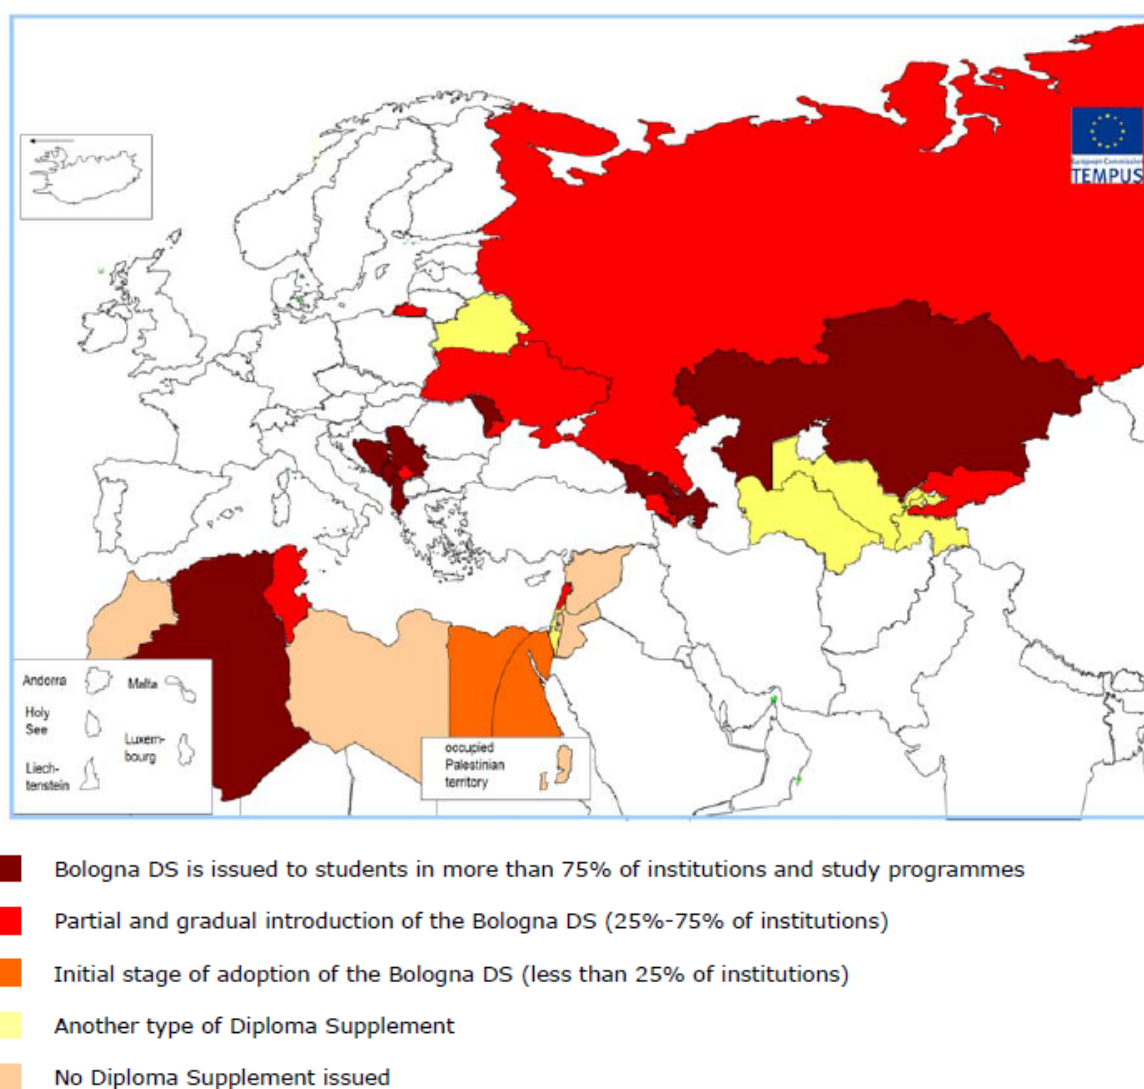 European Commission
TEMPUS
Andorra
Malta
Holy
See
Luxem-
bourg
Liech-
tenstein
occupied
Palestinian
territory
Bologna DS is issued to students in more than 75% of institutions and study programmes
Partial and gradual introduction of the Bologna DS (25%-75% of institutions)
Initial stage of adoption of the Bologna DS (less than 25% of institutions)
Another type of Diploma Supplement
No Diploma Supplement issued